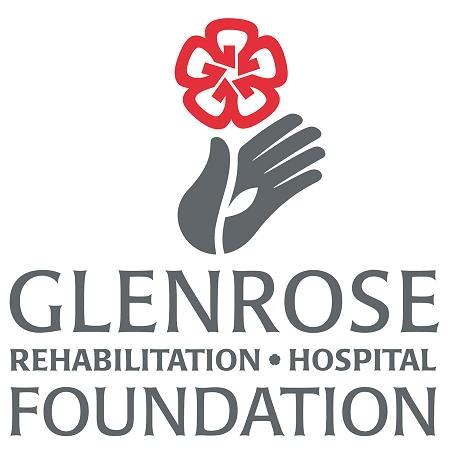 GLENROSE
REHABILITATION • HOSPITAL
FOUNDATION